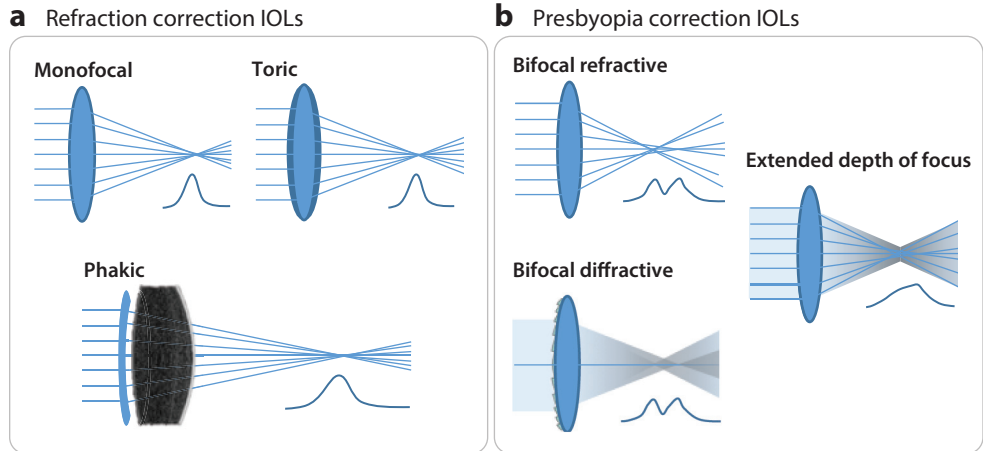 a Refraction correction IOLs
Monofocal
Toric
Phakic
b Presbyopia correction IOLs
Bifocal refractive
Extended depth of focus
Bifocal diffractive